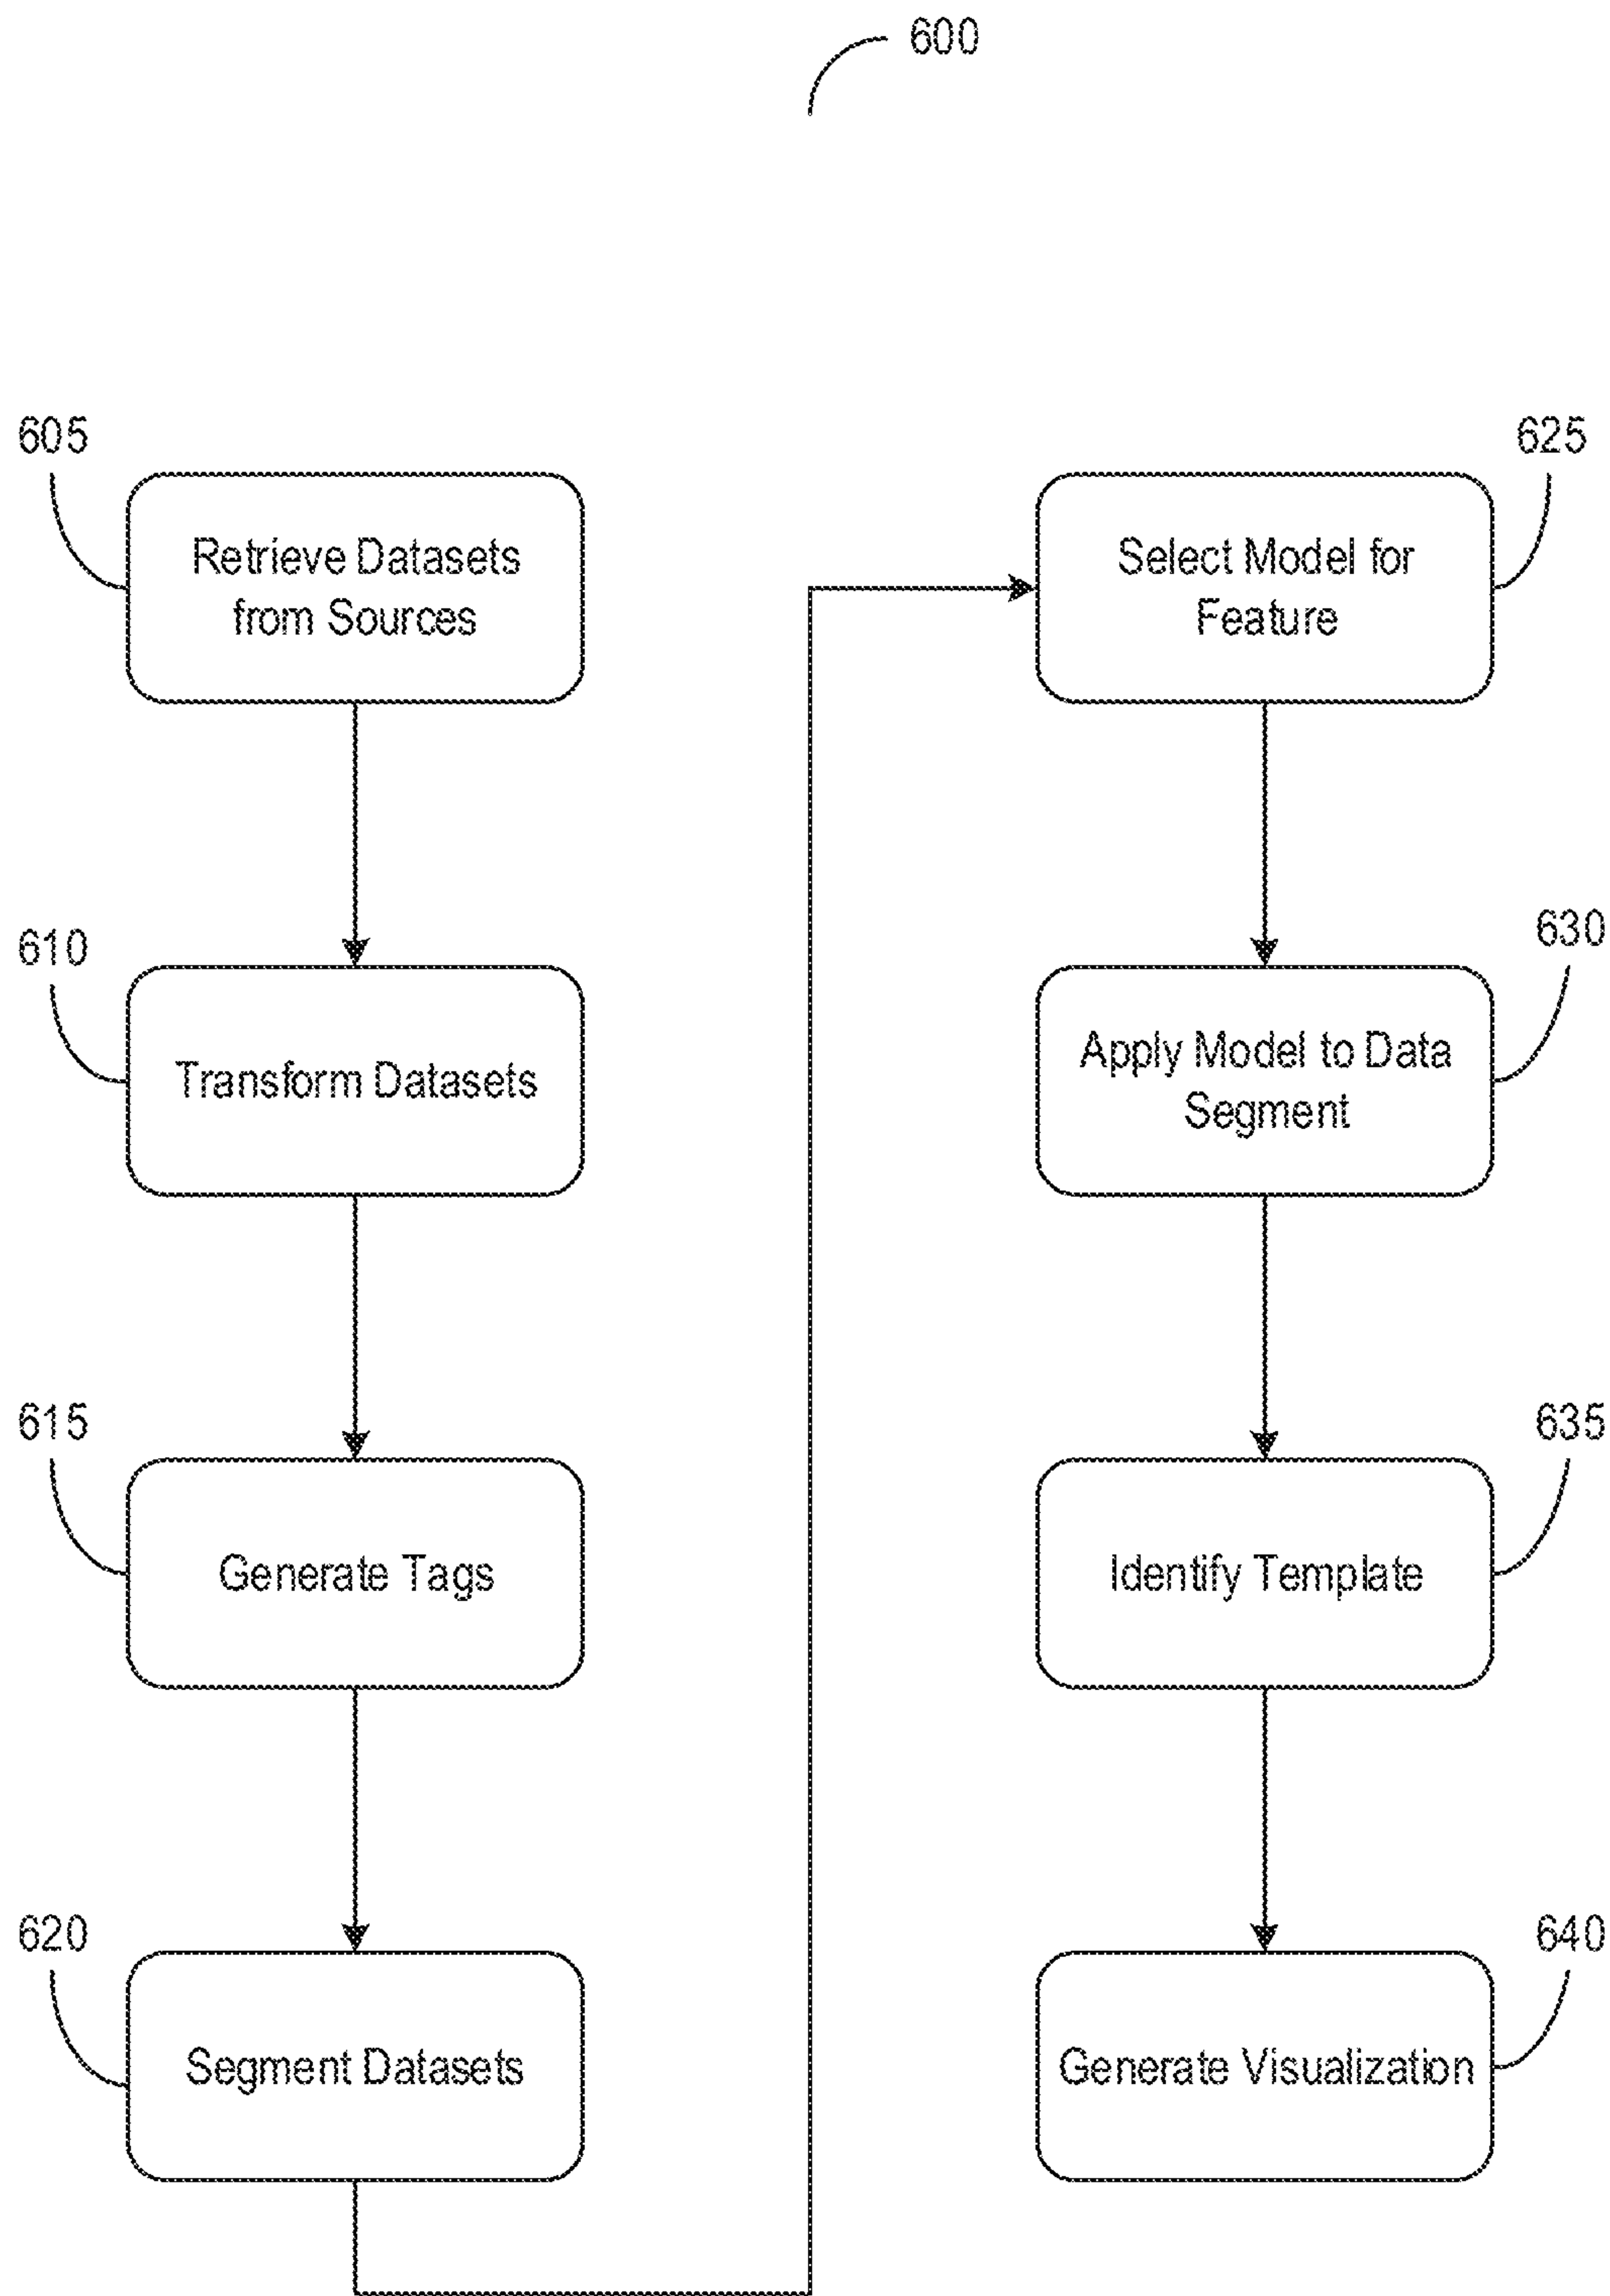 600
605
Retrieve Datasets
from Sources
610
Transform Datasets
615
Generate Tags
620
Segment Datasets
625
Select Model for
Feature
630
Apply Model to Data
Segment
635
Identify Template
640
Generate Visualization